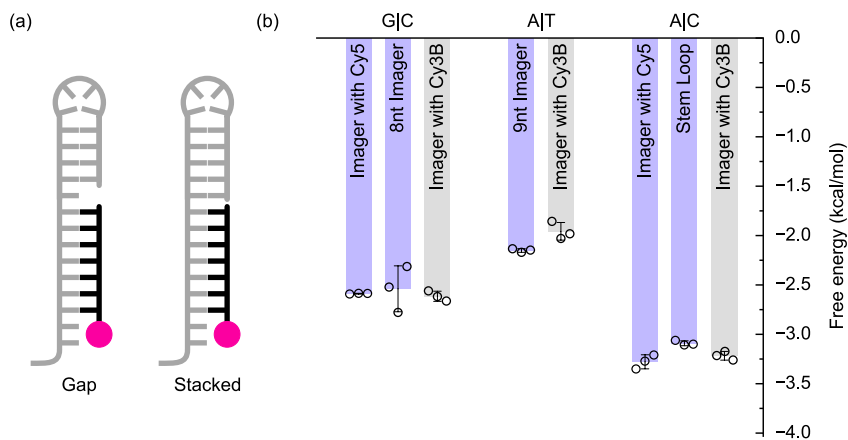 (a)
Gap
Stacked
(b)
G|C
A|T
A|C
Imager with Cy5
8nt Imager
Imager with Cy3B
9nt Imager
Imager with Cy3B
Imager with Cy5
Stem Loop
Imager with Cy3B
0.0
−0.5
−1.0
−1.5
−2.0
−2.5
−3.0
−3.5
−4.0
Free energy (kcal/mol)